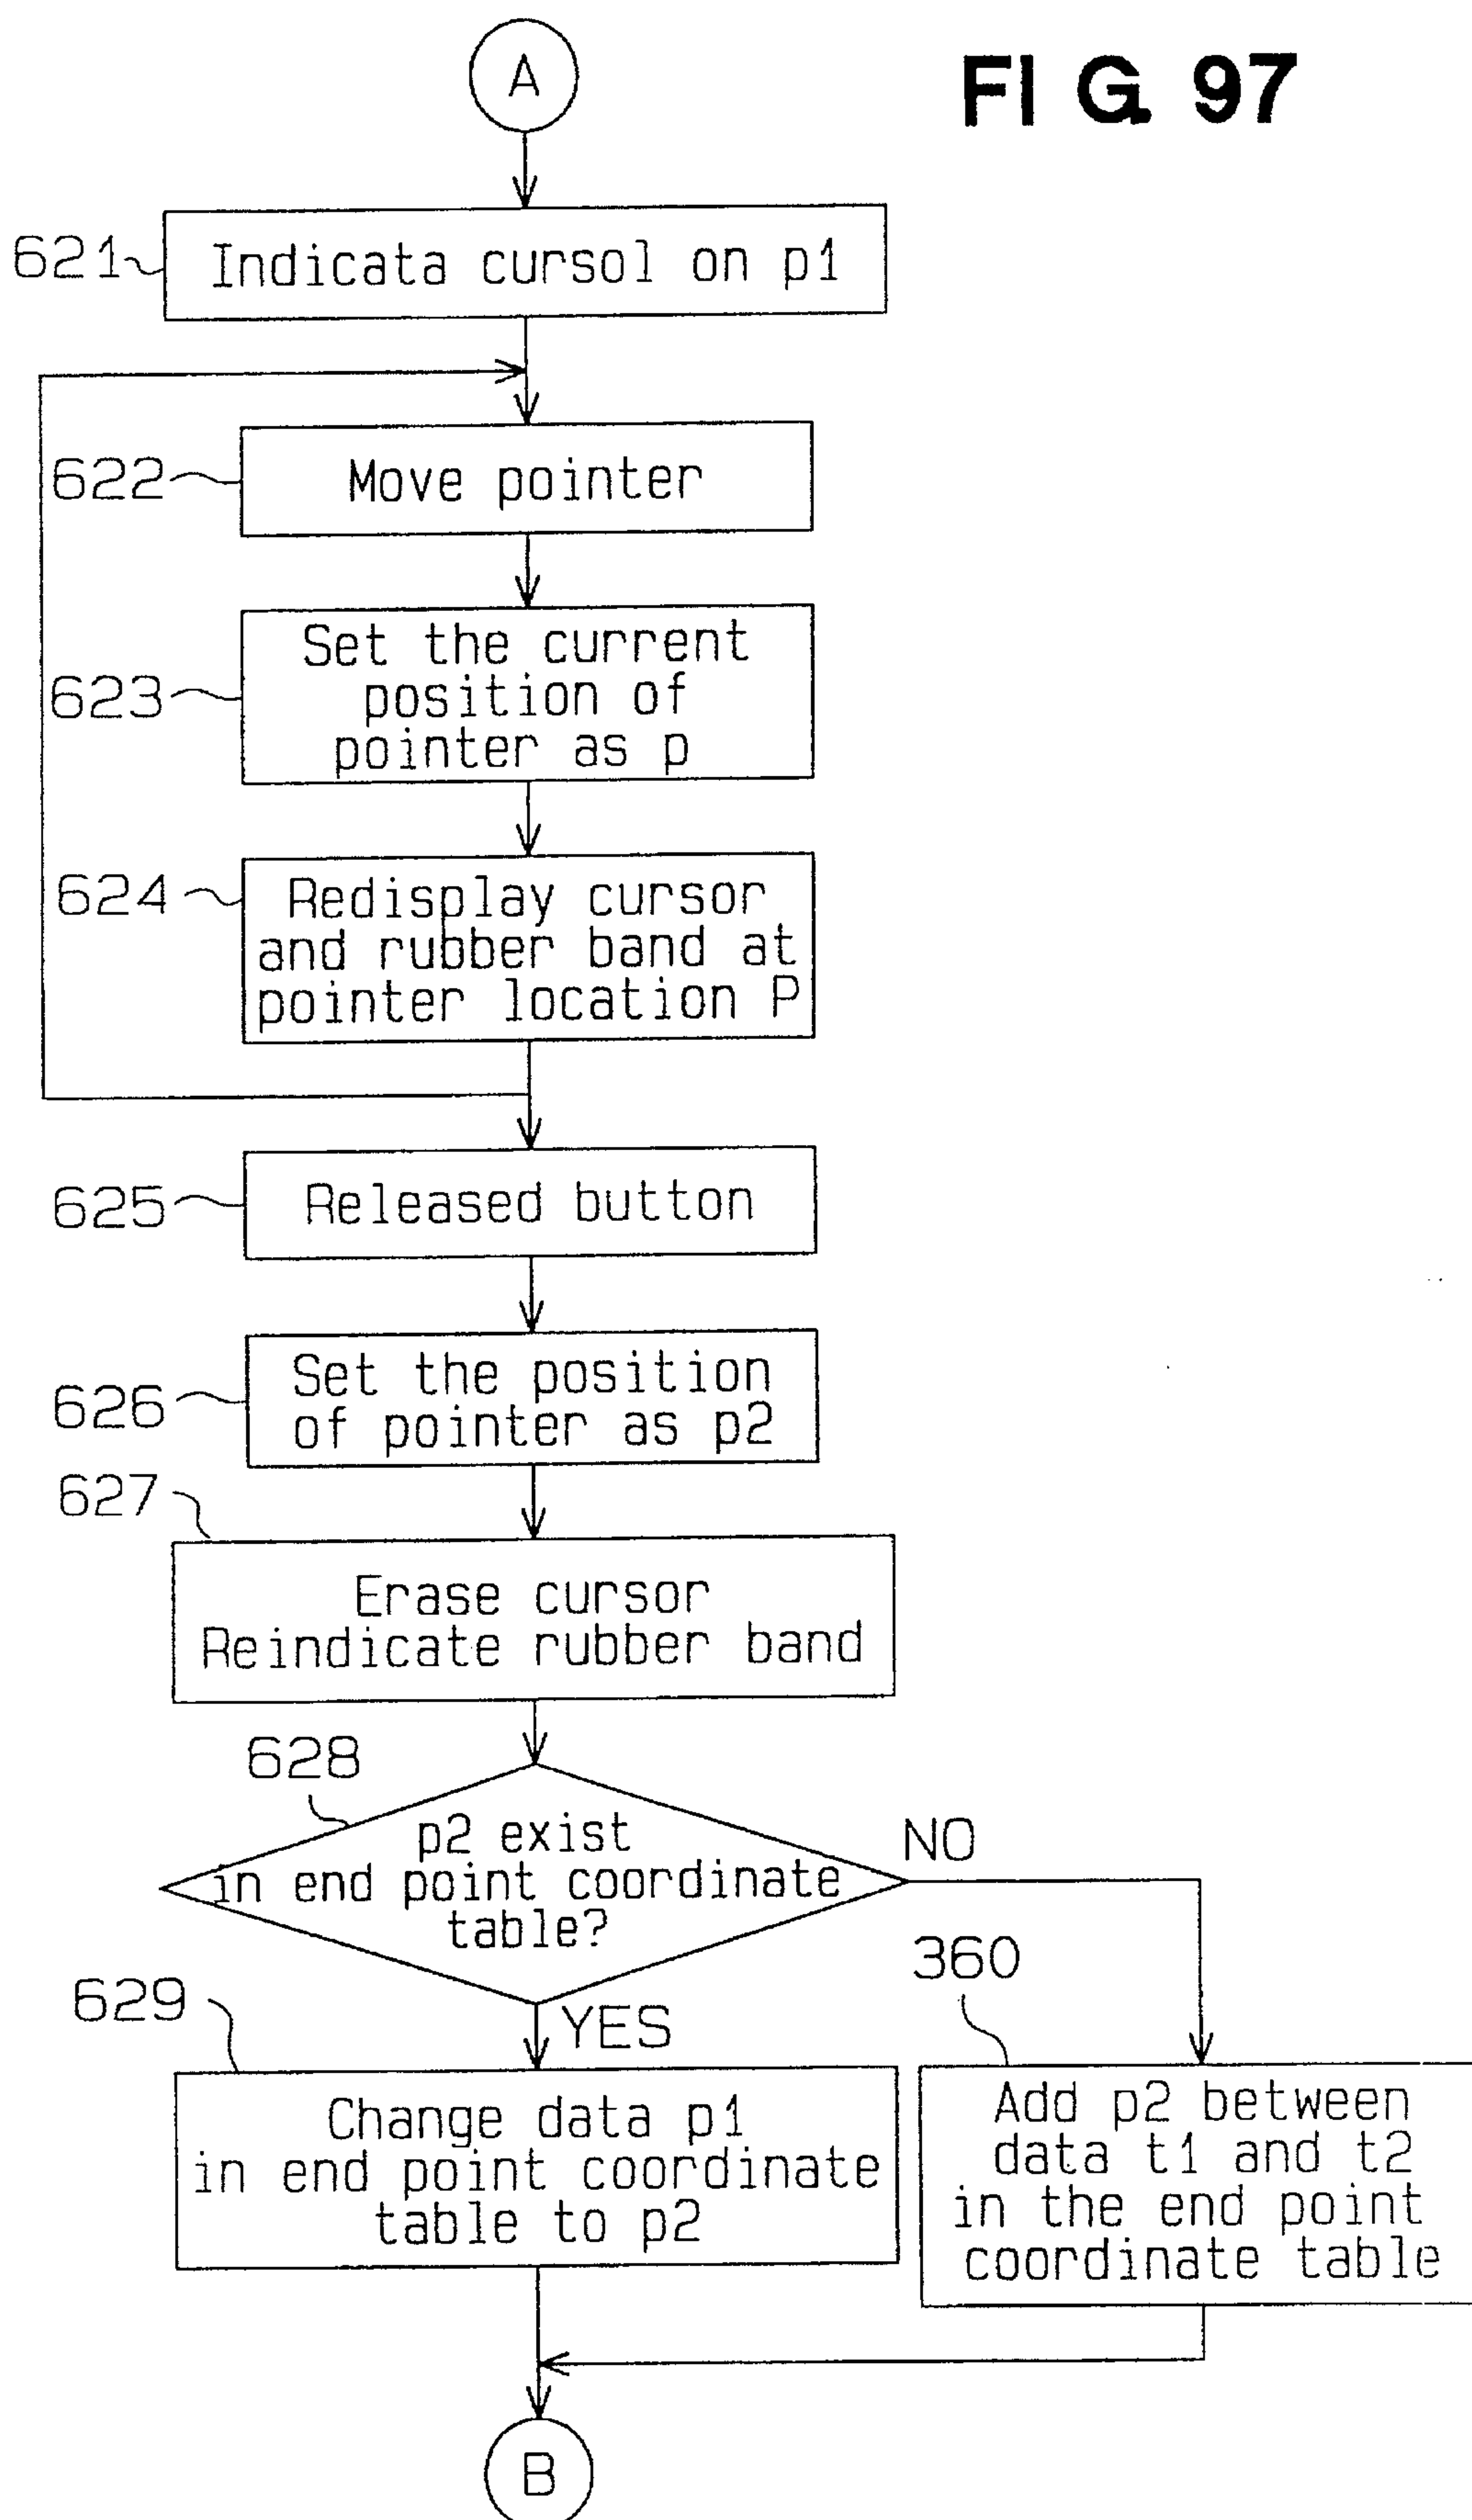 A
FIG. 97
621
Indicata cursol on p1
622
Move pointer
623
Set the current
position of
pointer as p
624
Redisplay cursor
and rubber band at
pointer location P
625
Released button
626
Set the position
of pointer as p2
627
Erase cursor
Reindicate rubber band
628
p2 exist
in end point coordinate
table?
NO
YES
629
Change data p1
in end point coordinate
table to p2
360
Add p2 between
data t1 and t2
in the end point
coordinate table
B